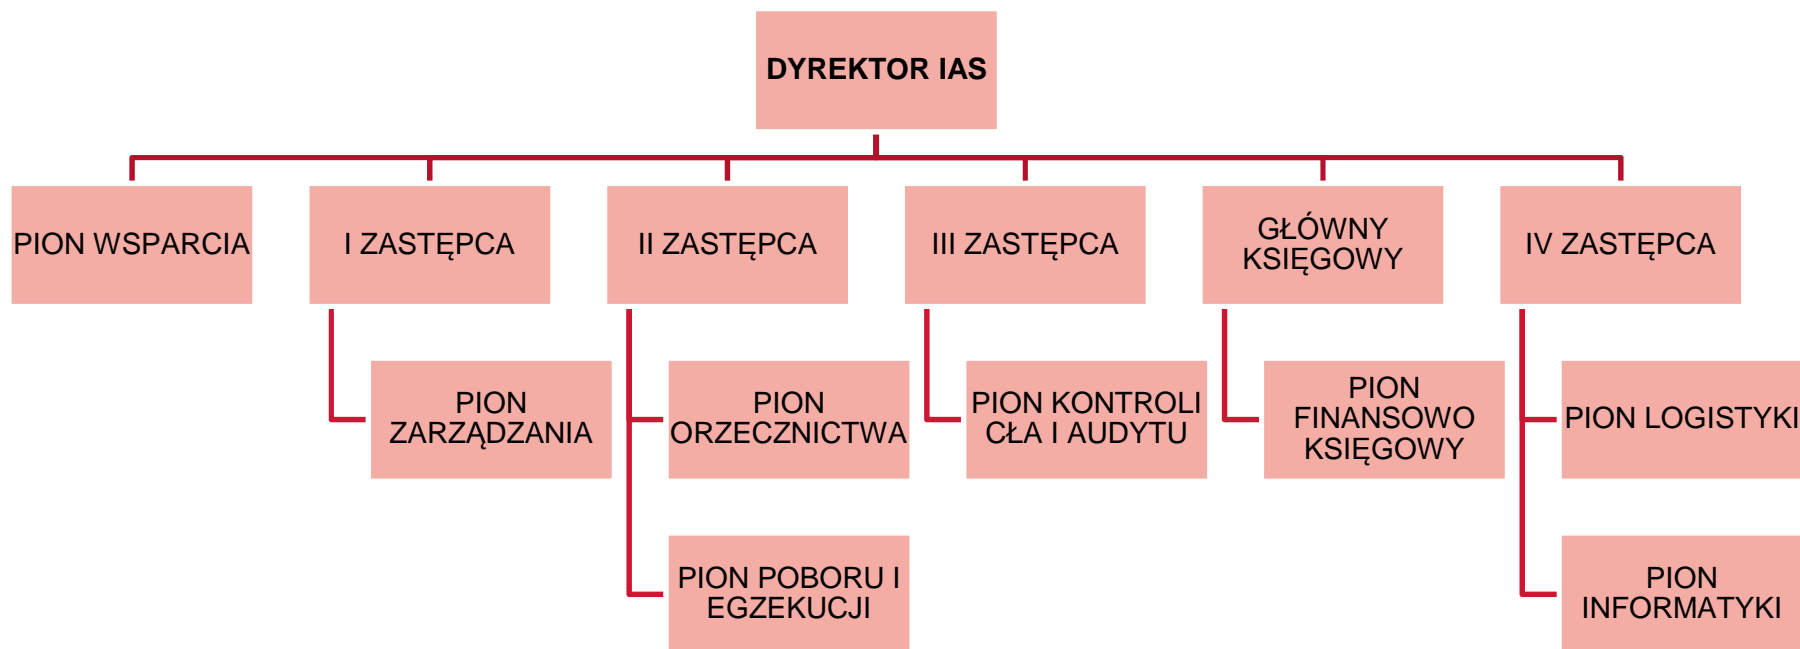 DYREKTOR IAS
PION WSPARCIA
I ZASTĘPCA
II ZASTĘPCA
III ZASTĘPCA
GŁÓWNY
KSIĘGOWY
IV ZASTĘPCA
PION
ZARZĄDZANIA
PION
ORZECZNICTWA
PION KONTROLI
CŁA I AUDYTU
PION
FINANSOWO
KSIĘGOWY
PION LOGISTYKI
PION POBORU I
EGZEKUCJI
PION
INFORMATYKI